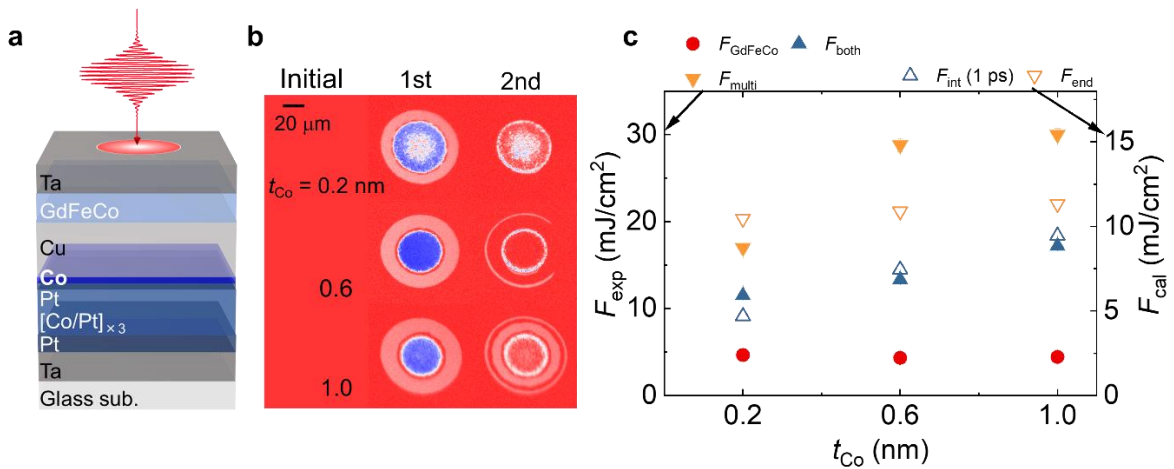 a
Ta
GdFeCo
Cu
Co
Pt
[Co/Pt]×3
Pt
Ta
Glass sub.
b
Initial 1st 2nd
20 μm
tCo = 0.2 nm
0.6
1.0
c
FGdFeCo Fboth
Fmulti Fint (1 ps) Fend
Fexp (mJ/cm²)
30
20
10
0
Fcal (mJ/cm²)
15
10
5
0
0.2 0.6 1.0
tCo (nm)